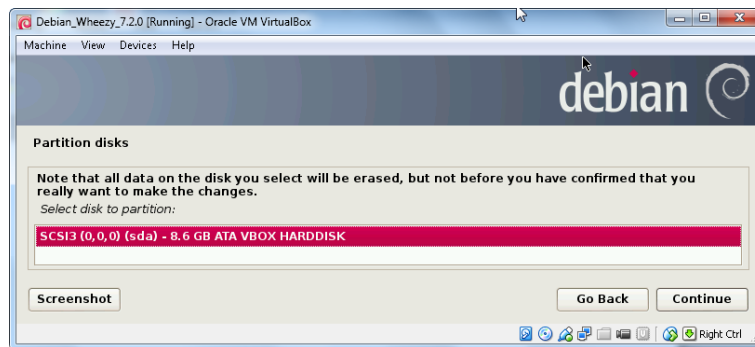 Debian_Wheezy_7.2.0 [Running] - Oracle VM VirtualBox
Machine View Devices Help
debian
Partition disks
Note that all data on the disk you select will be erased, but not before you have confirmed that you
really want to make the changes.
Select disk to partition:
SCSI3 (0,0,0) (sda) - 8.6 GB ATA VBOX HARDDISK
Screenshot Go Back Continue
Right Ctrl